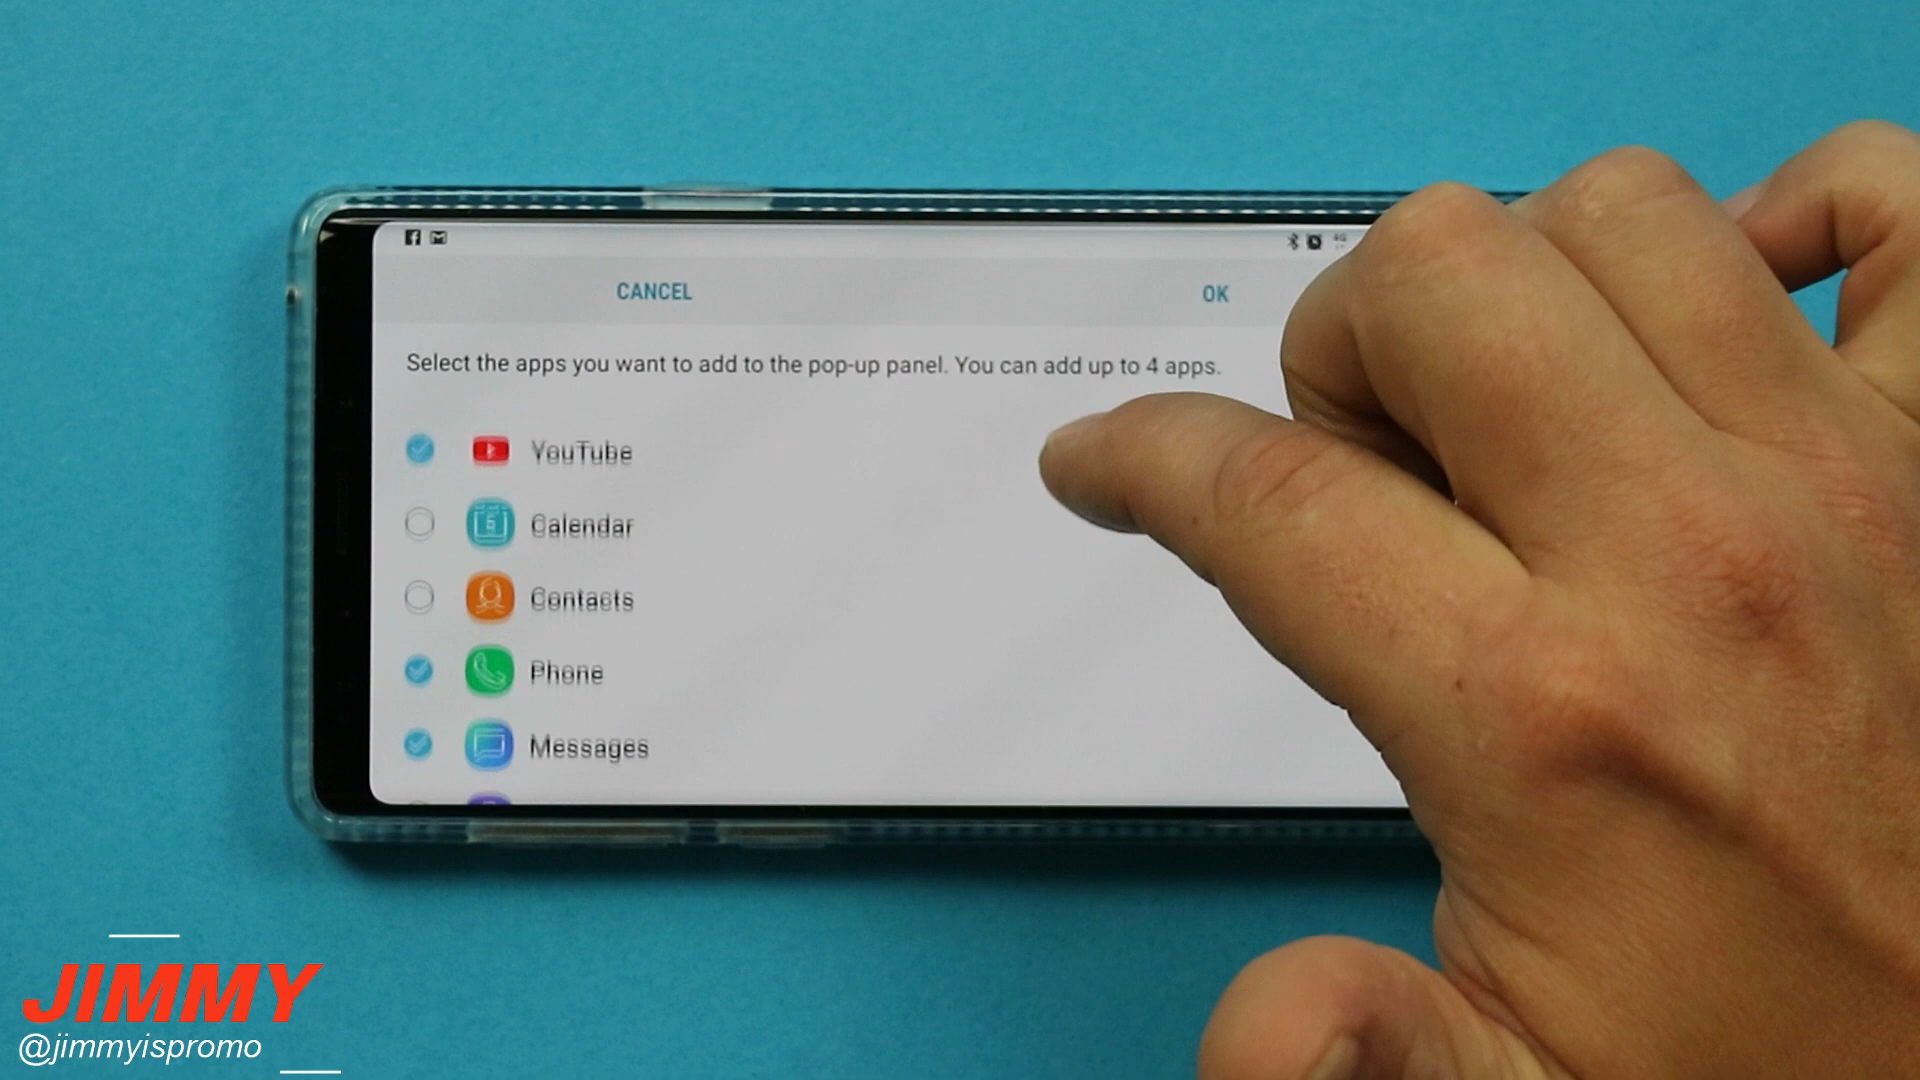 CANCEL
OK
Select the apps you want to add to the pop-up panel. You can add up to 4 apps.
YouTube
Calendar
Contacts
Phone
Messages
JIMMY
@jimmyispromo